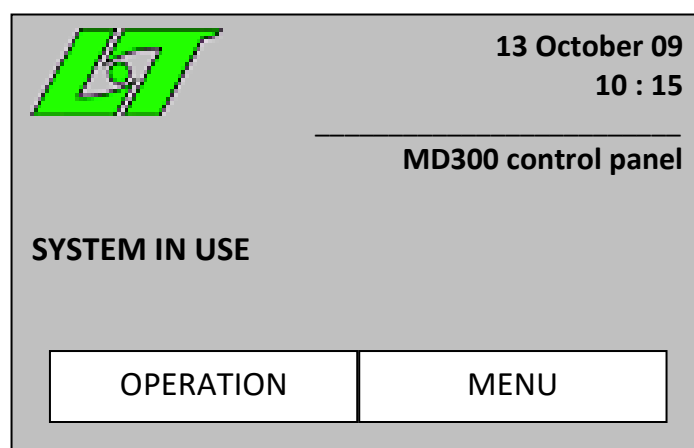 13 October 09
10 : 15
MD300 control panel
SYSTEM IN USE
OPERATION MENU